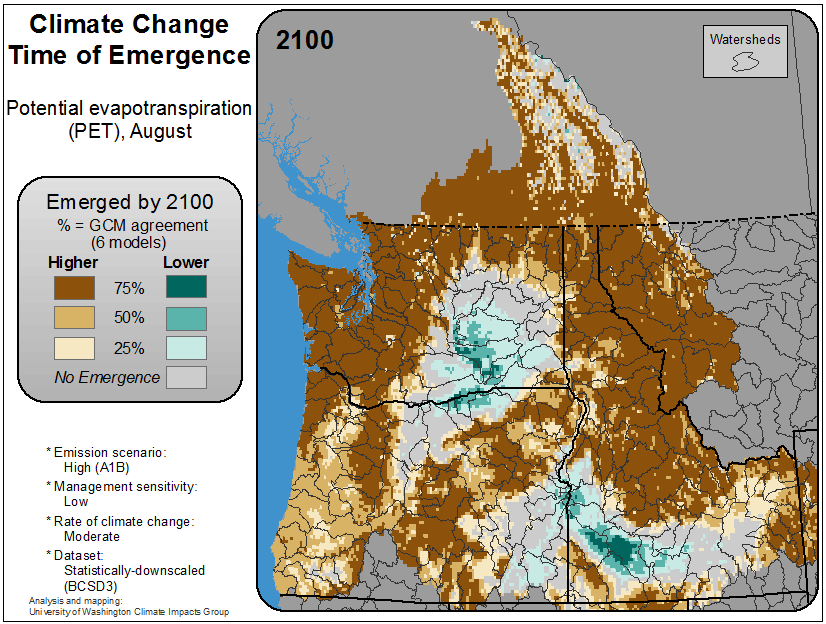 Climate Change
Time of Emergence
Potential evapotranspiration
(PET), August
Emerged by 2100
% = GCM agreement
(6 models)
Higher Lower
75%
50%
25%
No Emergence
* Emission scenario:
High (A1B)
* Management sensitivity:
Low
* Rate of climate change:
Moderate
* Dataset:
Statistically-downscaled
(BCSD3)
Analysis and mapping:
University of Washington Climate Impacts Group
2100
Watersheds